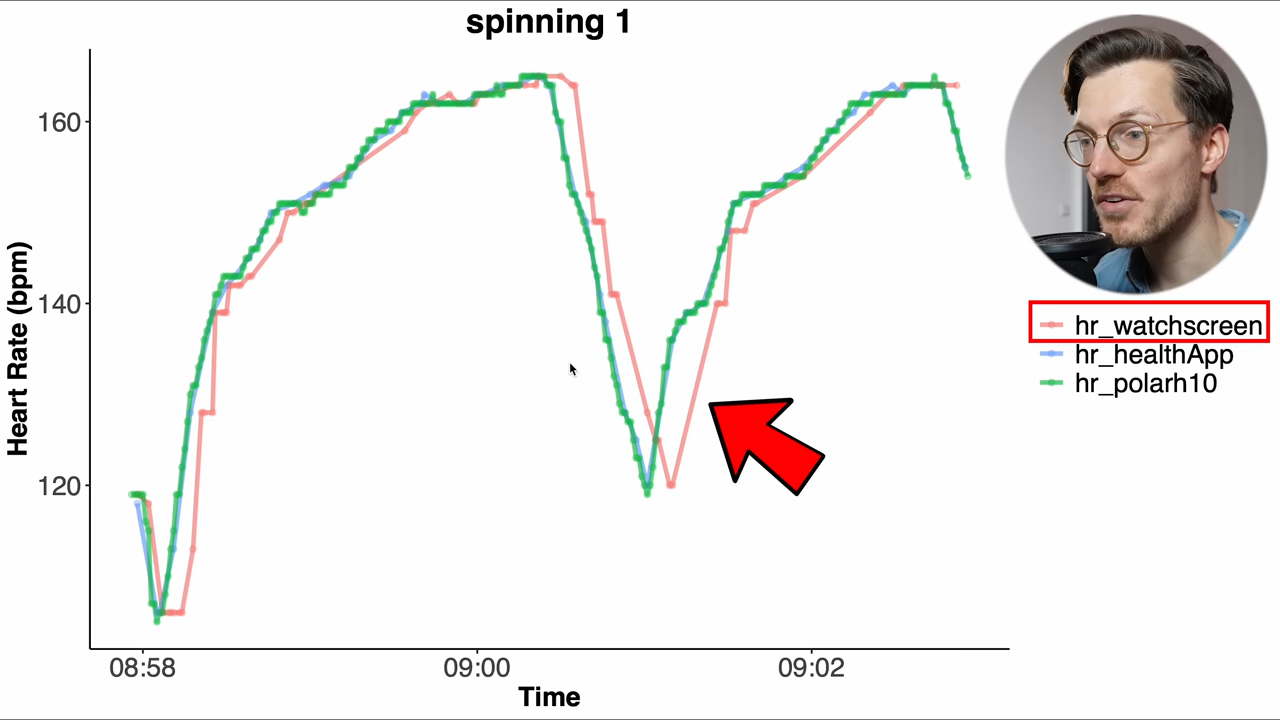 spinning 1
Heart Rate (bpm)
160
140
120
08:58
09:00
09:02
Time
hr_watchscreen
hr_healthApp
hr_polarh10